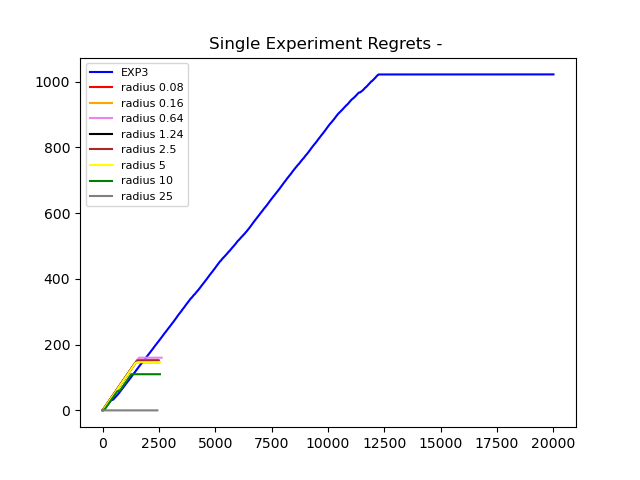 Single Experiment Regrets -
EXP3
radius 0.08
radius 0.16
radius 0.64
radius 1.24
radius 2.5
radius 5
radius 10
radius 25
1000
800
600
400
200
0
0 2500 5000 7500 10000 12500 15000 17500 20000